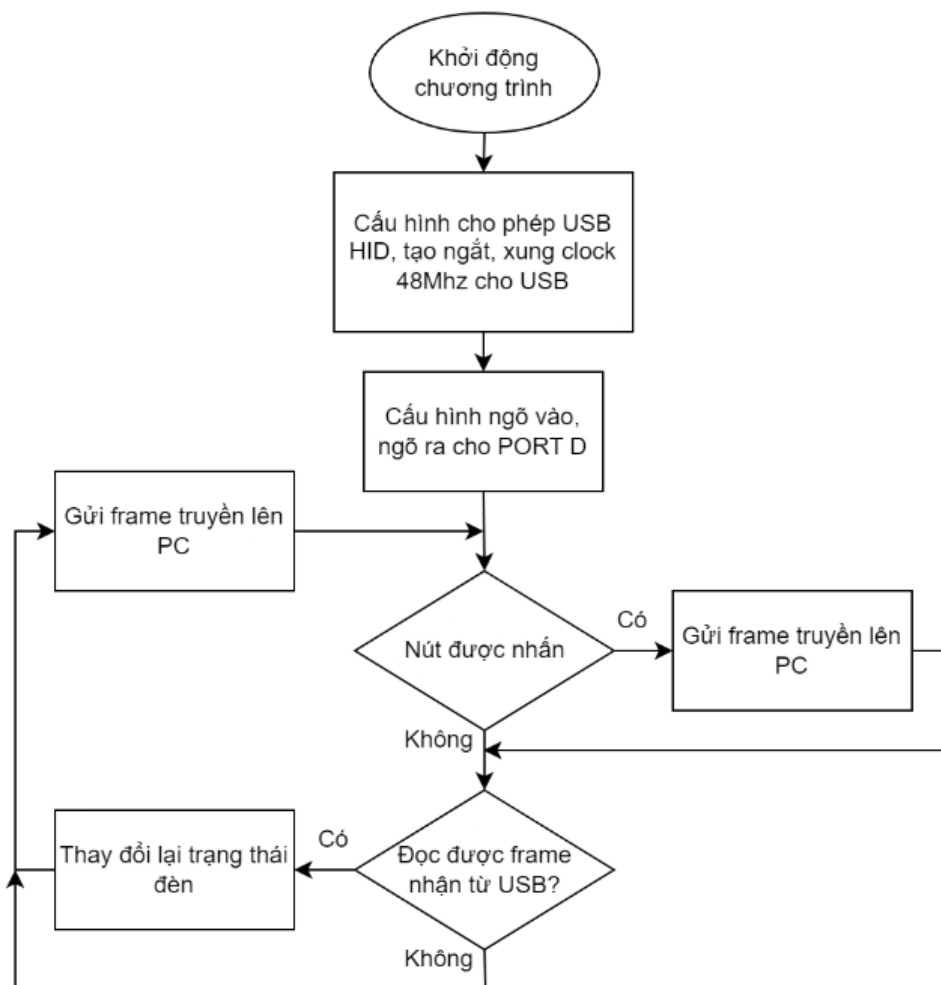 Khởi động
chương trình
Cấu hình cho phép USB
HID, tạo ngắt, xung clock
48Mhz cho USB
Cấu hình ngõ vào,
ngõ ra cho PORT D
Gửi frame truyền lên
PC
Nút được nhấn
Có
Gửi frame truyền lên
PC
Không
Thay đổi lại trạng thái
đèn
Có
Đọc được frame
nhận từ USB?
Không